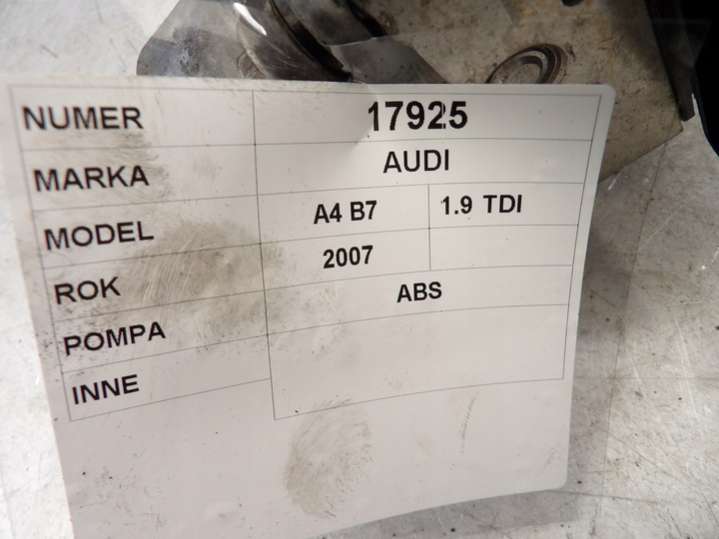 NUMER 17925
MARKA AUDI
MODEL A4 B7 1.9 TDI
ROK 2007
POMPA ABS
INNE